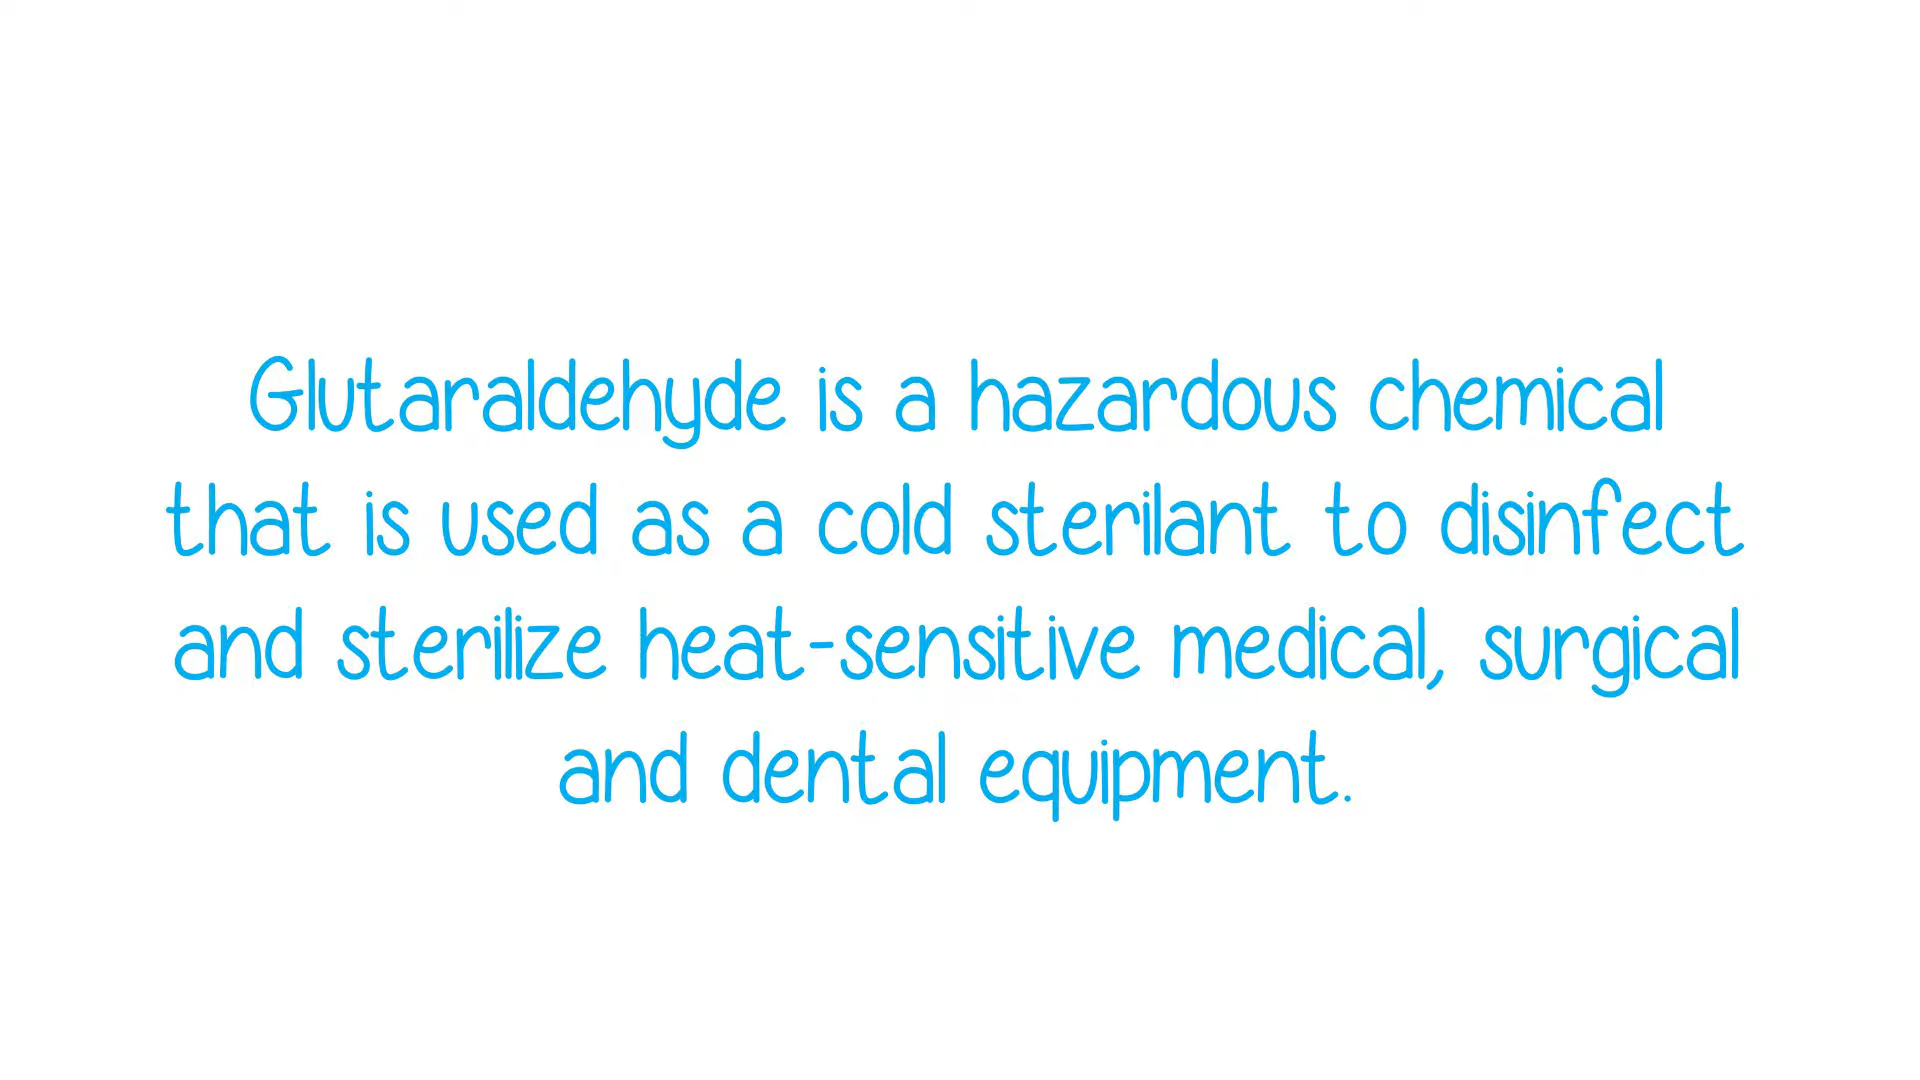 Glutaraldehyde is a hazardous chemical
that is used as a cold sterilant to disinfect
and sterilize heat-sensitive medical, surgical
and dental equipment.